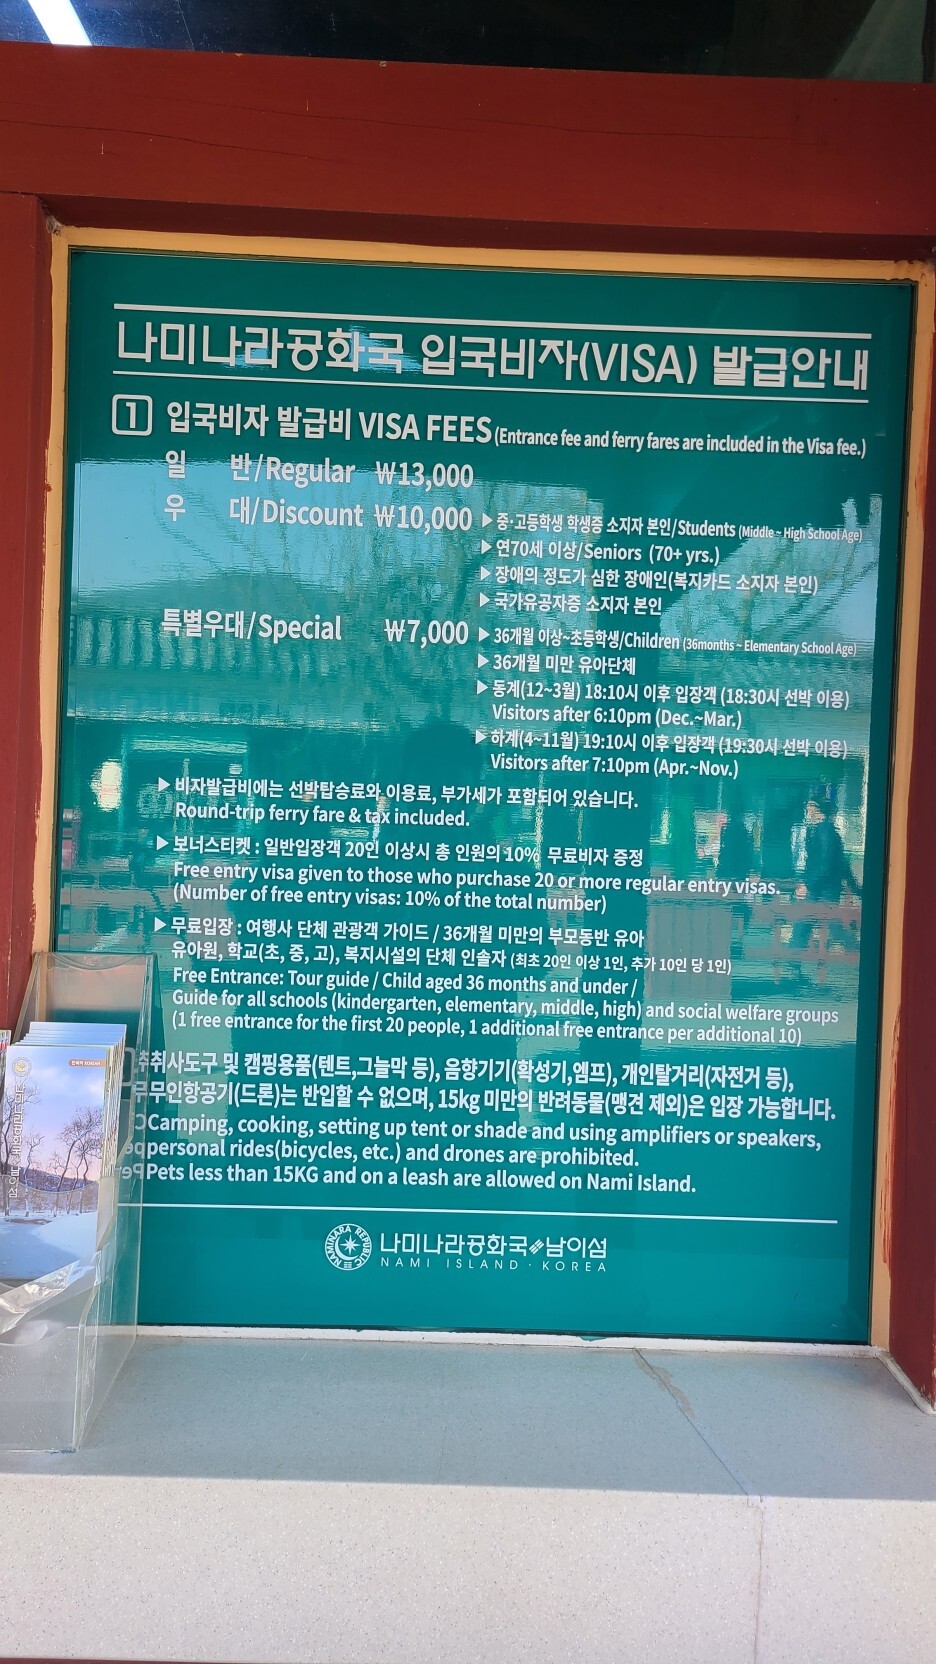 나미나라공화국 입국비자(VISA) 발급안내
1 입국비자 발급비 VISA FEES (Entrance fee and ferry fares are included in the Visa fee.)
일 반/Regular ₩13,000
우 대/Discount ₩10,000 ▶중·고등학생 학생증 소지자 본인/Students (Middle ~ High School Age)
▶연70세 이상/Seniors (70+ yrs.)
▶장애의 정도가 심한 장애인(복지카드 소지자 본인)
▶국가유공자증 소지자 본인
특별우대/Special ₩7,000 ▶36개월 이상~초등학생/Children (36months ~ Elementary School Age)
▶36개월 미만 유아단체
▶동계(12~3월) 18:10시 이후 입장객 (18:30시 선박 이용)
Visitors after 6:10pm (Dec.~Mar.)
▶하계(4~11월) 19:10시 이후 입장객 (19:30시 선박 이용)
Visitors after 7:10pm (Apr.~Nov.)
▶비자발급비에는 선박탑승료와 이용료, 부가세가 포함되어 있습니다.
Round-trip ferry fare & tax included.
▶보너스티켓 : 일반입장객 20인 이상시 총 인원의 10% 무료비자 증정
Free entry visa given to those who purchase 20 or more regular entry visas.
(Number of free entry visas: 10% of the total number)
▶무료입장 : 여행사 단체 관광객 가이드 / 36개월 미만의 부모동반 유아
유아원, 학교(초, 중, 고), 복지시설의 단체 인솔자 (최초 20인 이상 1인, 추가 10인 당 1인)
Free Entrance: Tour guide / Child aged 36 months and under /
Guide for all schools (kindergarten, elementary, middle, high) and social welfare groups
(1 free entrance for the first 20 people, 1 additional free entrance per additional 10)
취사도구 및 캠핑용품(텐트,그늘막 등), 음향기기(확성기,엠프), 개인탈거리(자전거 등),
무인항공기(드론)는 반입할 수 없으며, 15kg 미만의 반려동물(맹견 제외)은 입장 가능합니다.
Camping, cooking, setting up tent or shade and using amplifiers or speakers,
personal rides(bicycles, etc.) and drones are prohibited.
Pets less than 15KG and on a leash are allowed on Nami Island.
NAMINARA REPUBLIC
나미나라공화국 남이섬
NAMI ISLAND · KOREA
나미나라공화국 남이섬